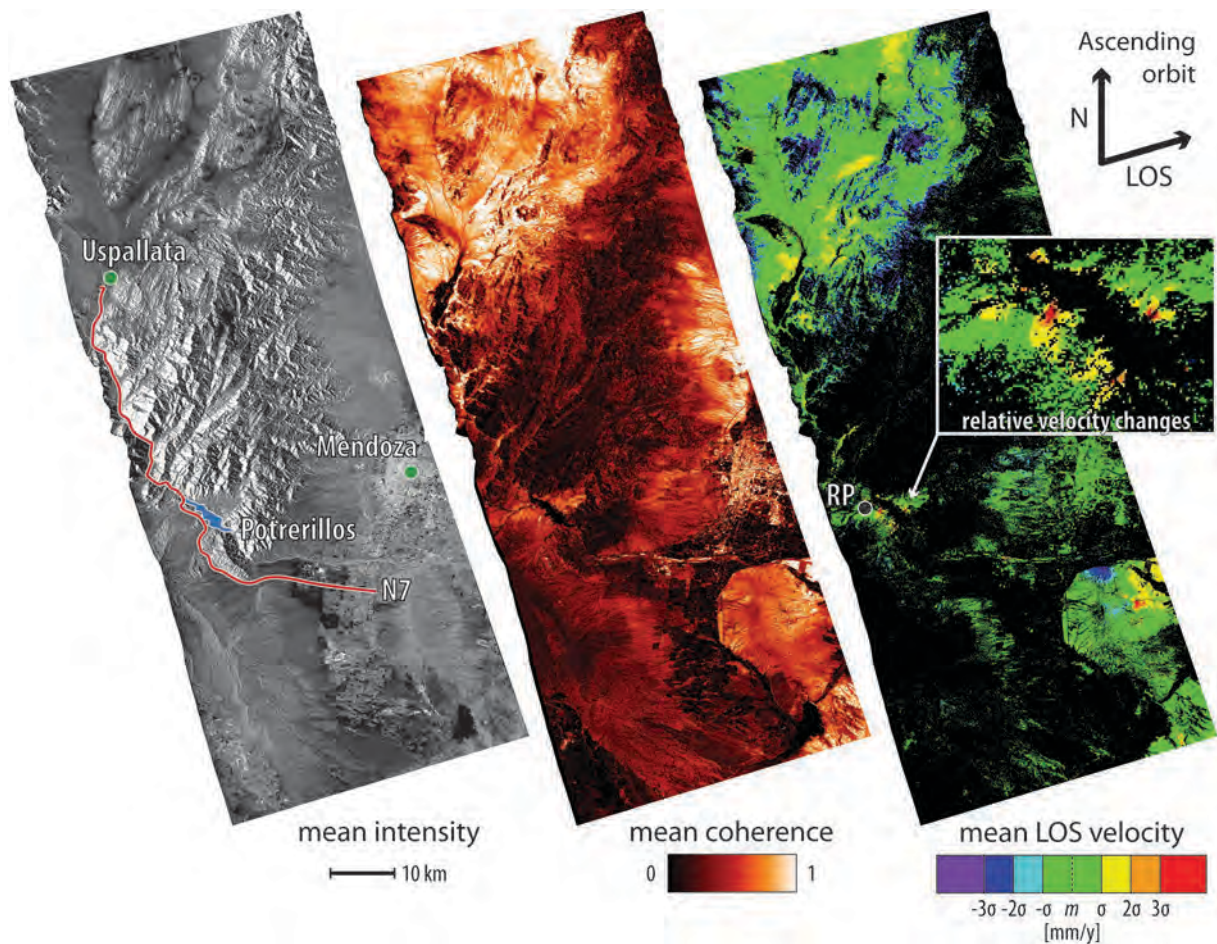 Ascending
orbit
N
LOS
Uspallata
Mendoza
Potrerillos
N7
relative velocity changes
RP
mean intensity
10 km
mean coherence
0 1
mean LOS velocity
-3σ -2σ -σ m σ 2σ 3σ
[mm/y]